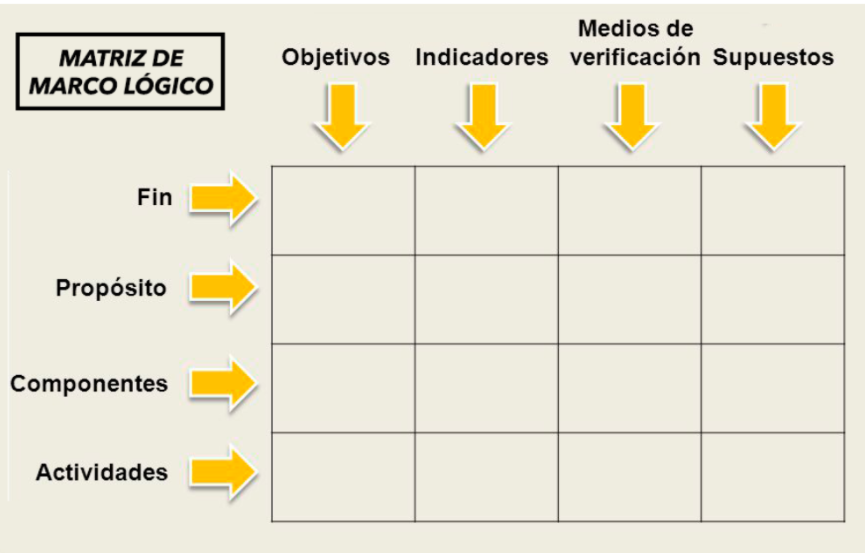 MATRIZ DE
MARCO LÓGICO
Objetivos
Indicadores
Medios de
verificación
Supuestos
Fin
Propósito
Componentes
Actividades